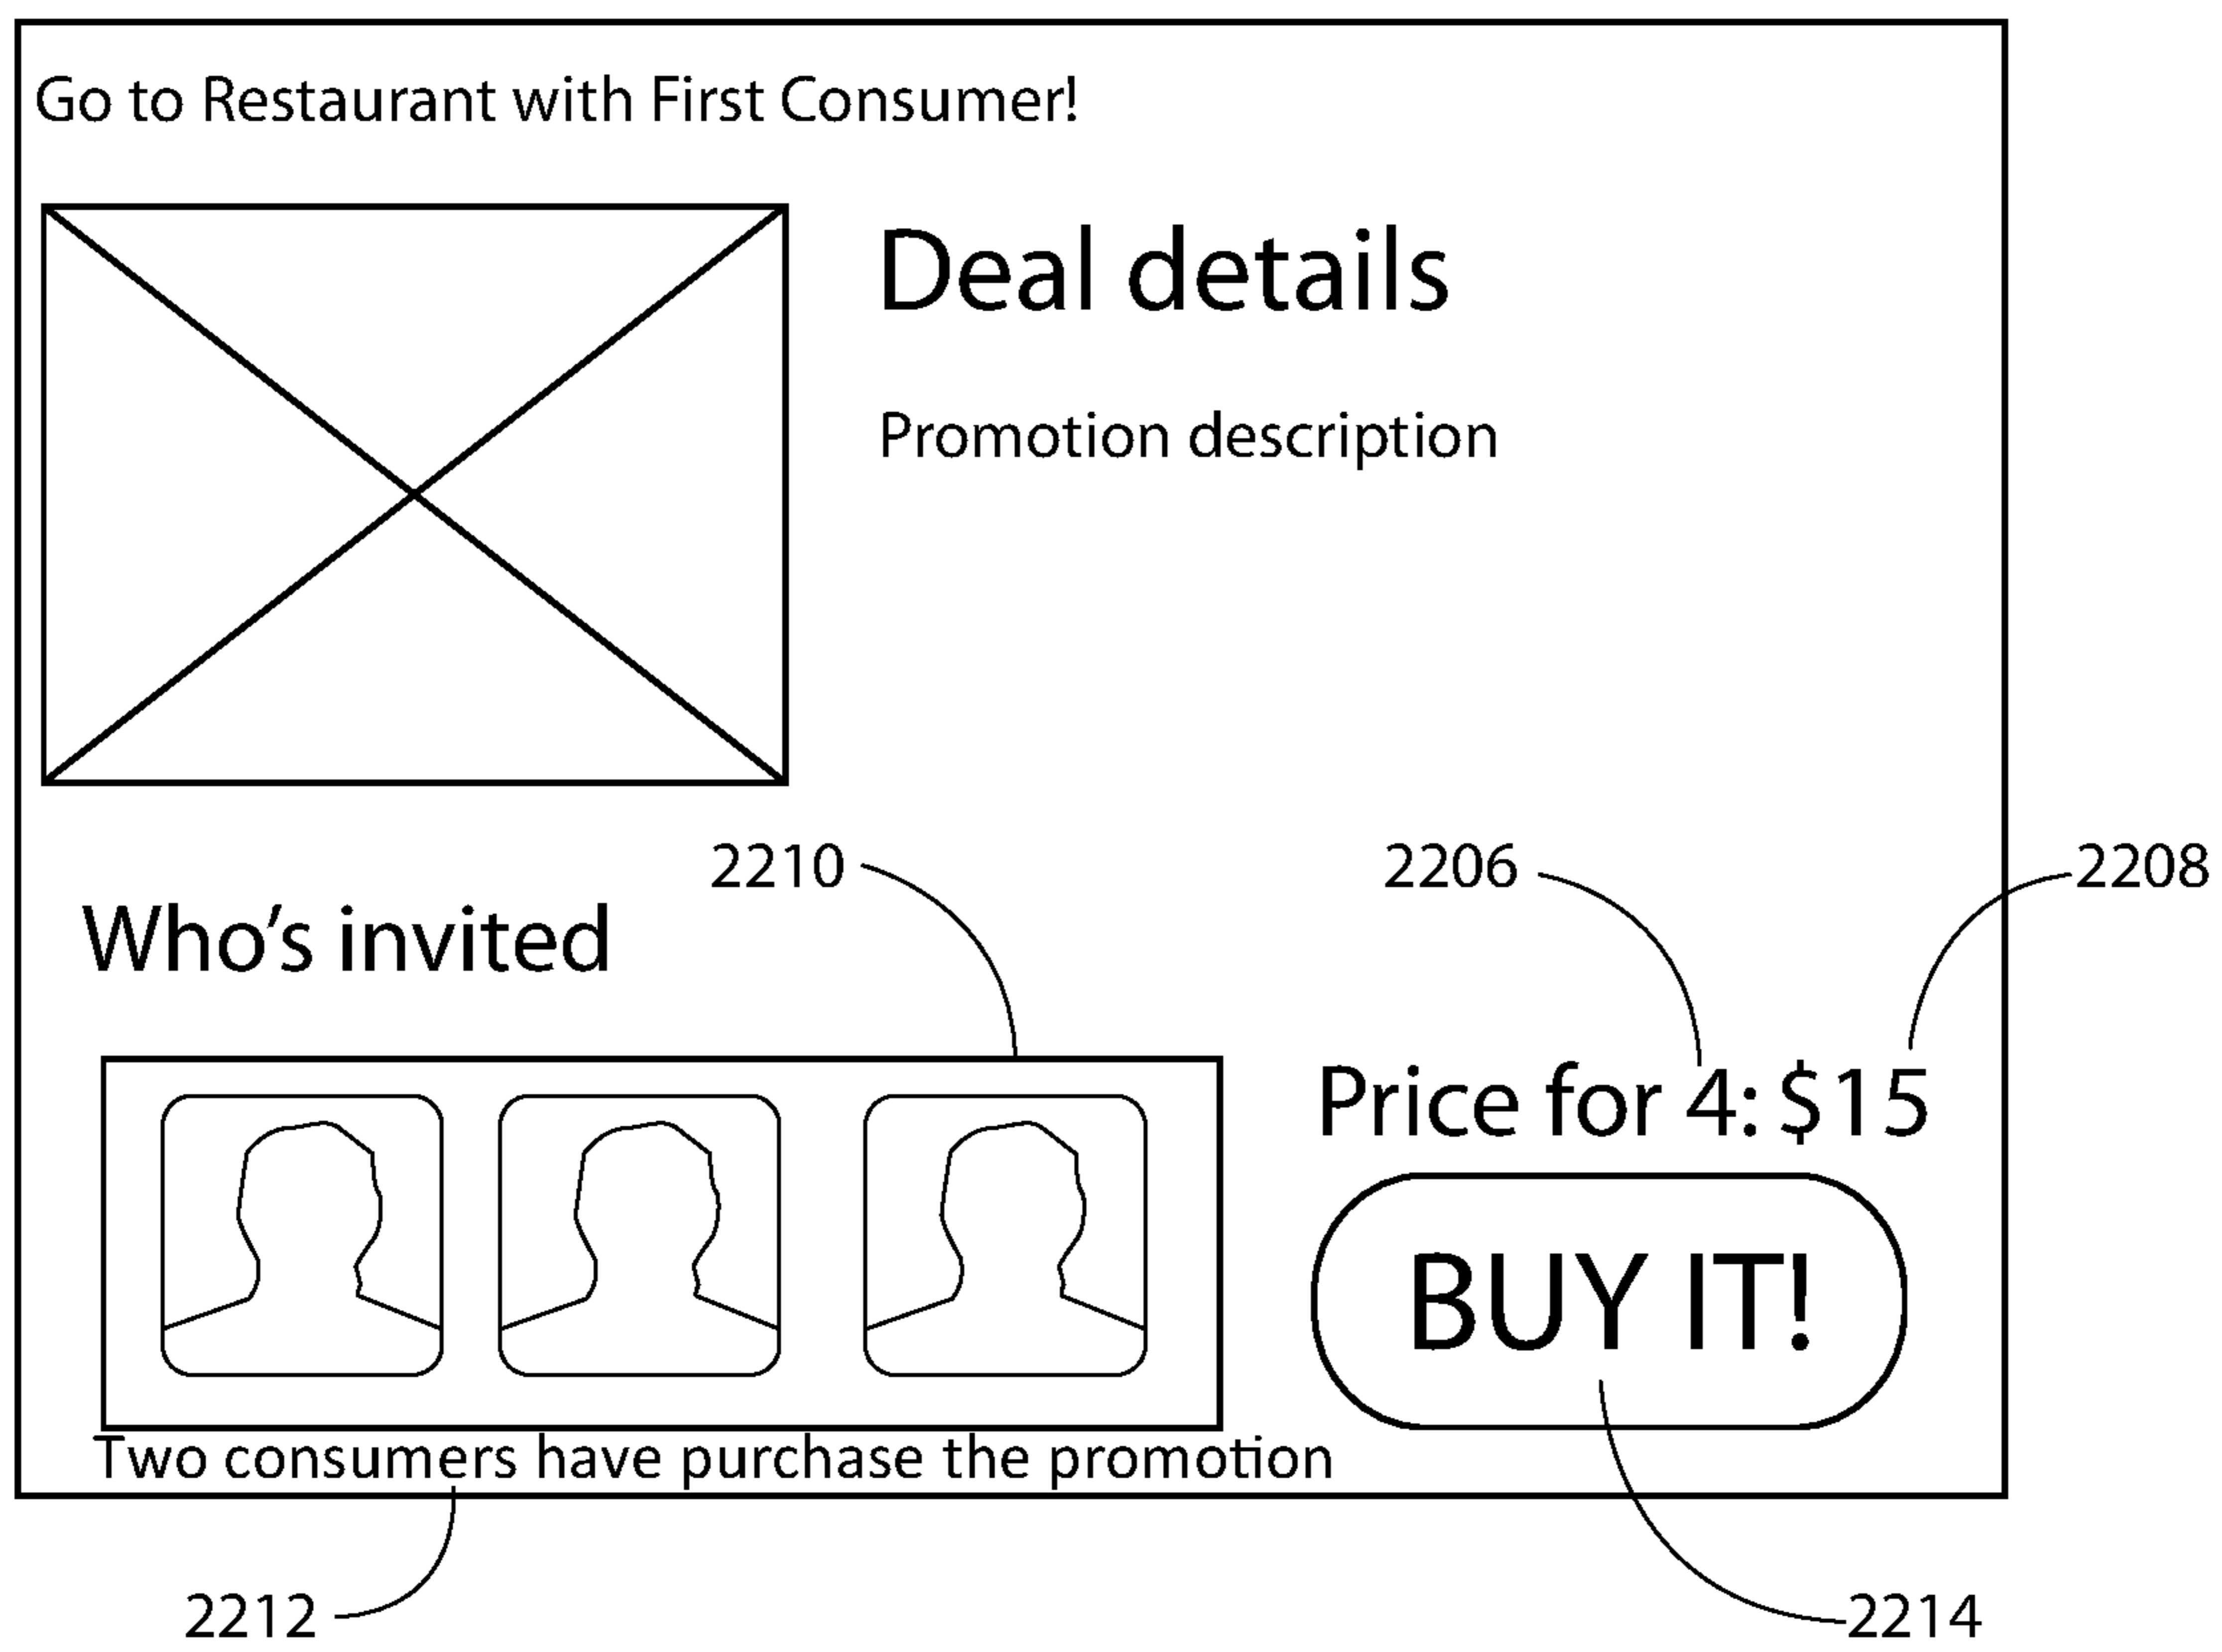 Go to Restaurant with First Consumer!
Deal details
Promotion description
2210
2206
2208
Who's invited
Price for 4: $15
BUY IT!
Two consumers have purchase the promotion
2212
2214